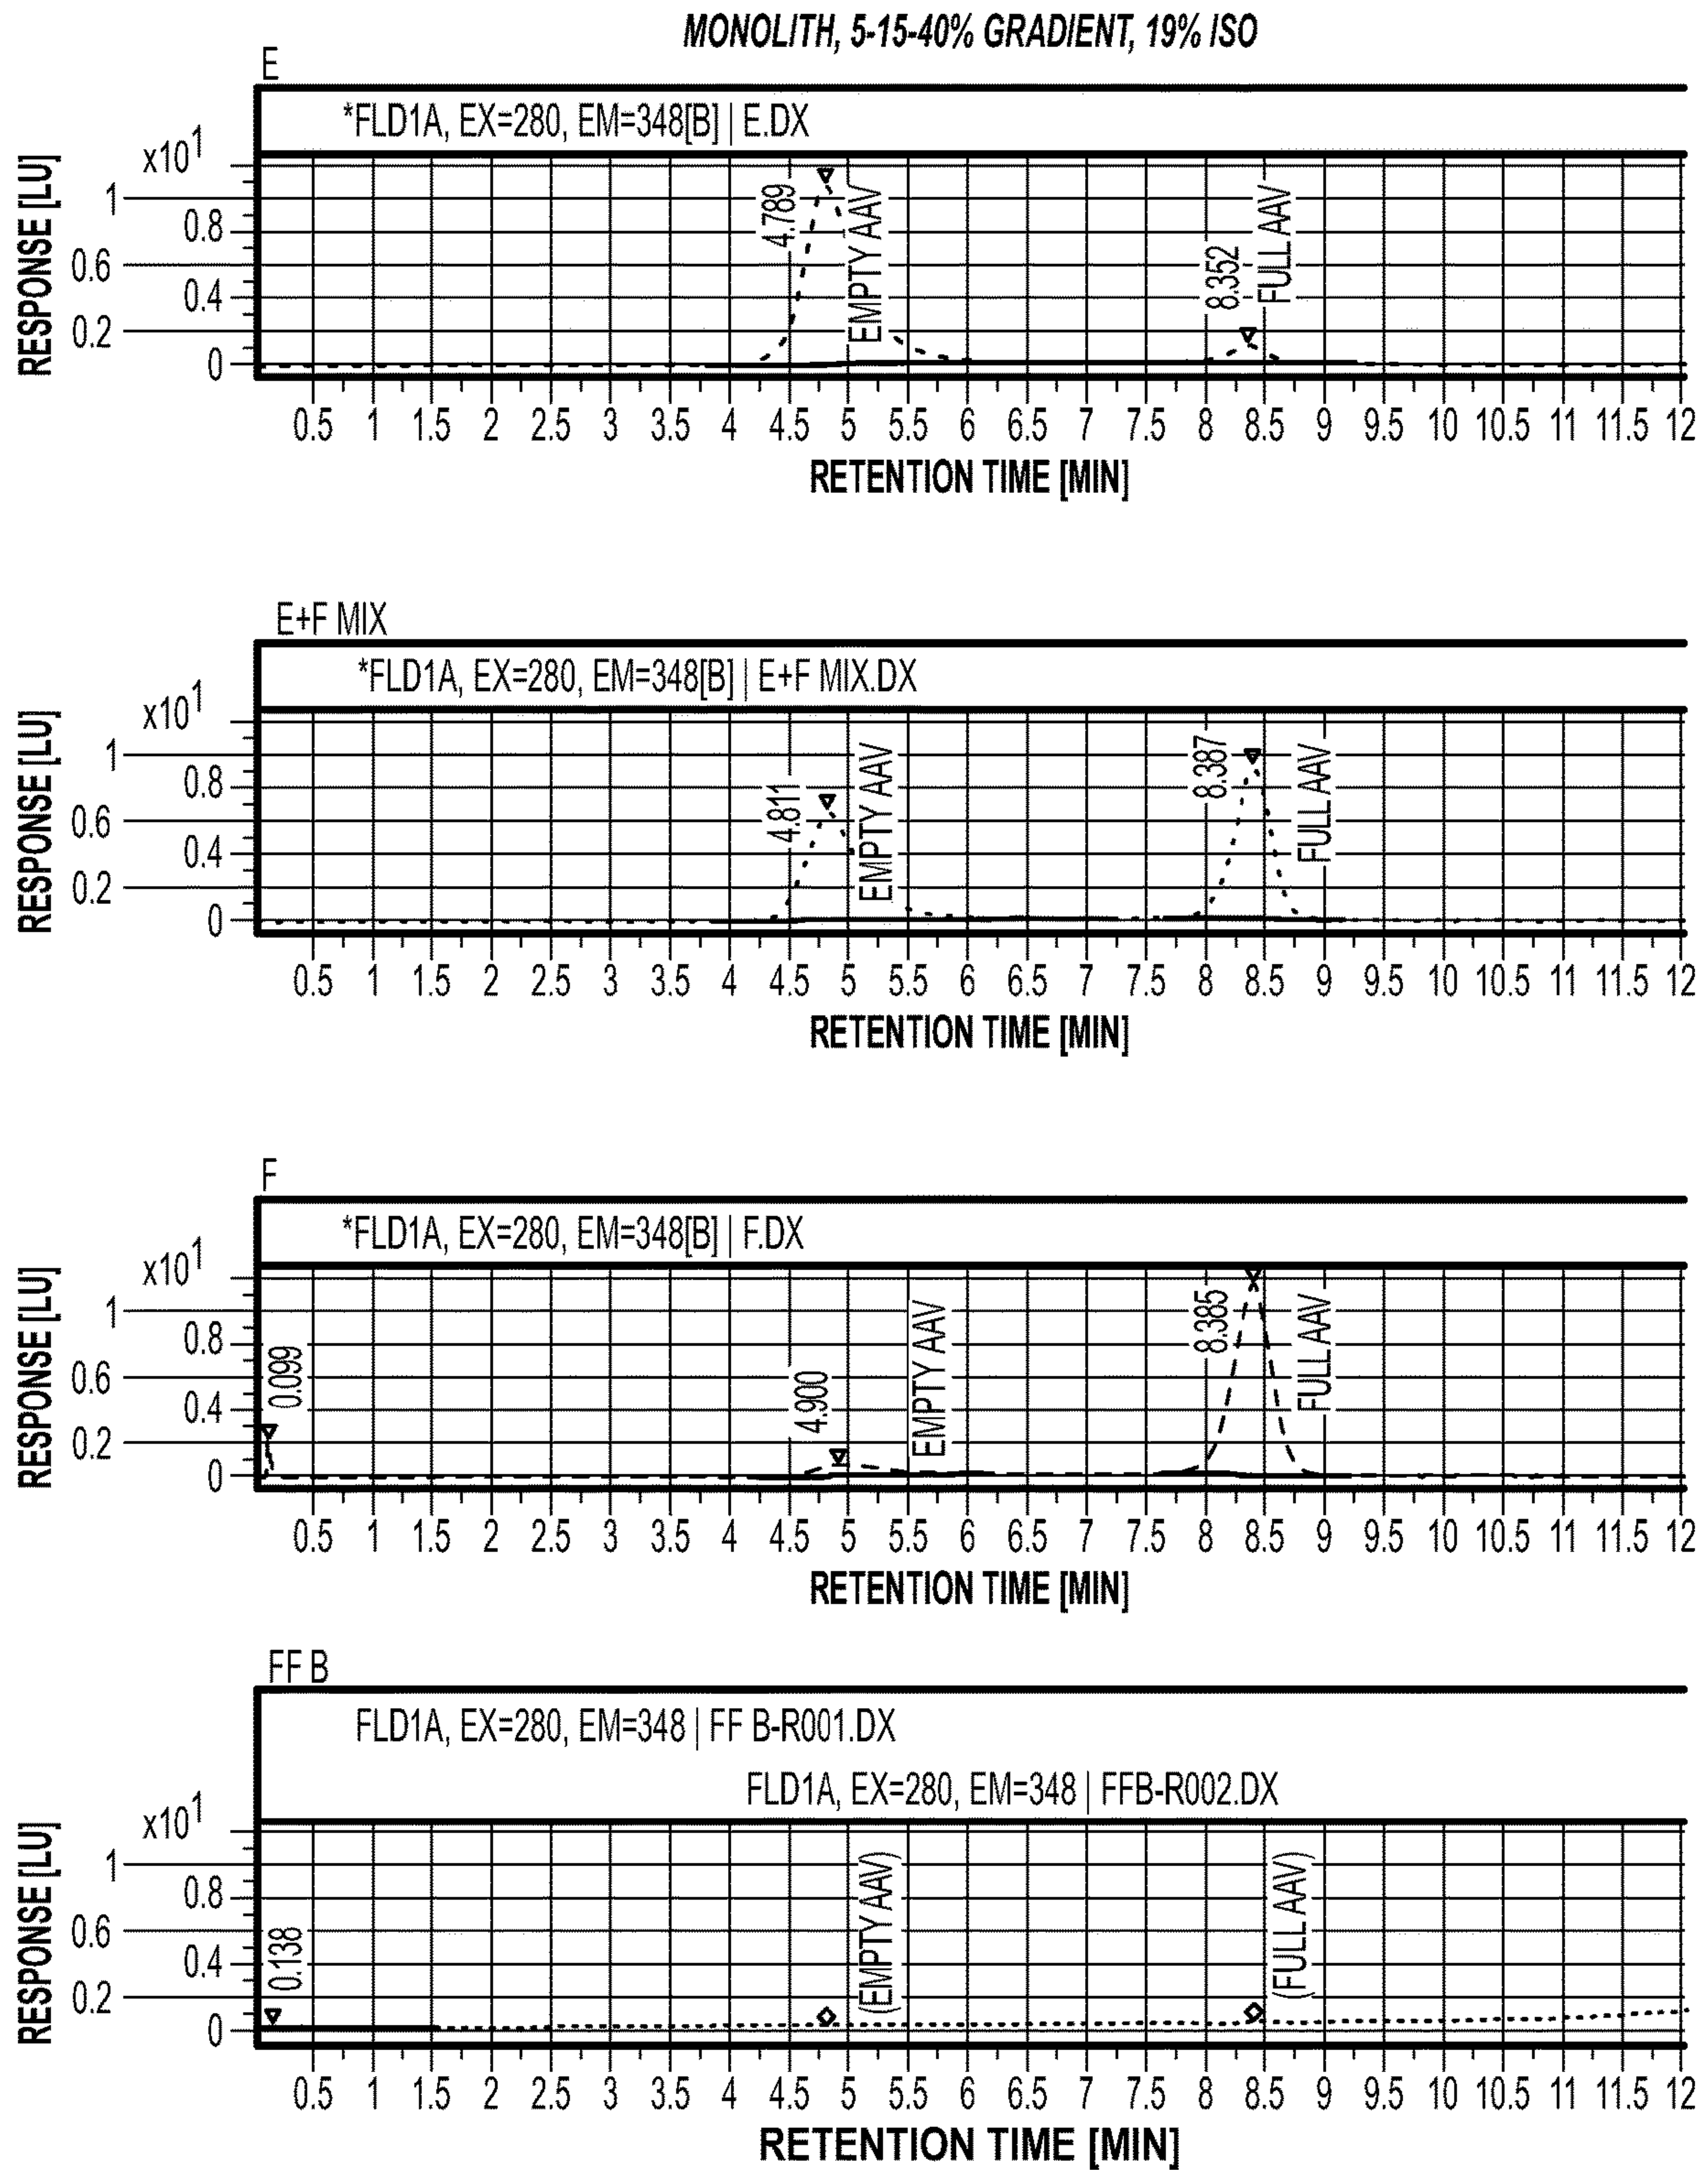 MONOLITH, 5-15-40% GRADIENT, 19% ISO
E
*FLD1A, EX=280, EM=348[B] | E.DX
x10¹
RESPONSE [LU]
1
0.8
0.6
0.4
0.2
0
4.789
EMPTY AAV
8.352
FULL AAV
0.5 1 1.5 2 2.5 3 3.5 4 4.5 5 5.5 6 6.5 7 7.5 8 8.5 9 9.5 10 10.5 11 11.5 12
RETENTION TIME [MIN]
E+F MIX
*FLD1A, EX=280, EM=348[B] | E+F MIX.DX
x10¹
RESPONSE [LU]
1
0.8
0.6
0.4
0.2
0
4.811
EMPTY AAV
8.387
FULL AAV
0.5 1 1.5 2 2.5 3 3.5 4 4.5 5 5.5 6 6.5 7 7.5 8 8.5 9 9.5 10 10.5 11 11.5 12
RETENTION TIME [MIN]
F
*FLD1A, EX=280, EM=348[B] | F.DX
x10¹
RESPONSE [LU]
1
0.8
0.6
0.4
0.2
0
0.099
4.900
EMPTY AAV
8.385
FULL AAV
0.5 1 1.5 2 2.5 3 3.5 4 4.5 5 5.5 6 6.5 7 7.5 8 8.5 9 9.5 10 10.5 11 11.5 12
RETENTION TIME [MIN]
FF B
FLD1A, EX=280, EM=348 | FF B-R001.DX
FLD1A, EX=280, EM=348 | FFB-R002.DX
x10¹
RESPONSE [LU]
1
0.8
0.6
0.4
0.2
0
0.138
(EMPTY AAV)
(FULL AAV)
0.5 1 1.5 2 2.5 3 3.5 4 4.5 5 5.5 6 6.5 7 7.5 8 8.5 9 9.5 10 10.5 11 11.5 12
RETENTION TIME [MIN]